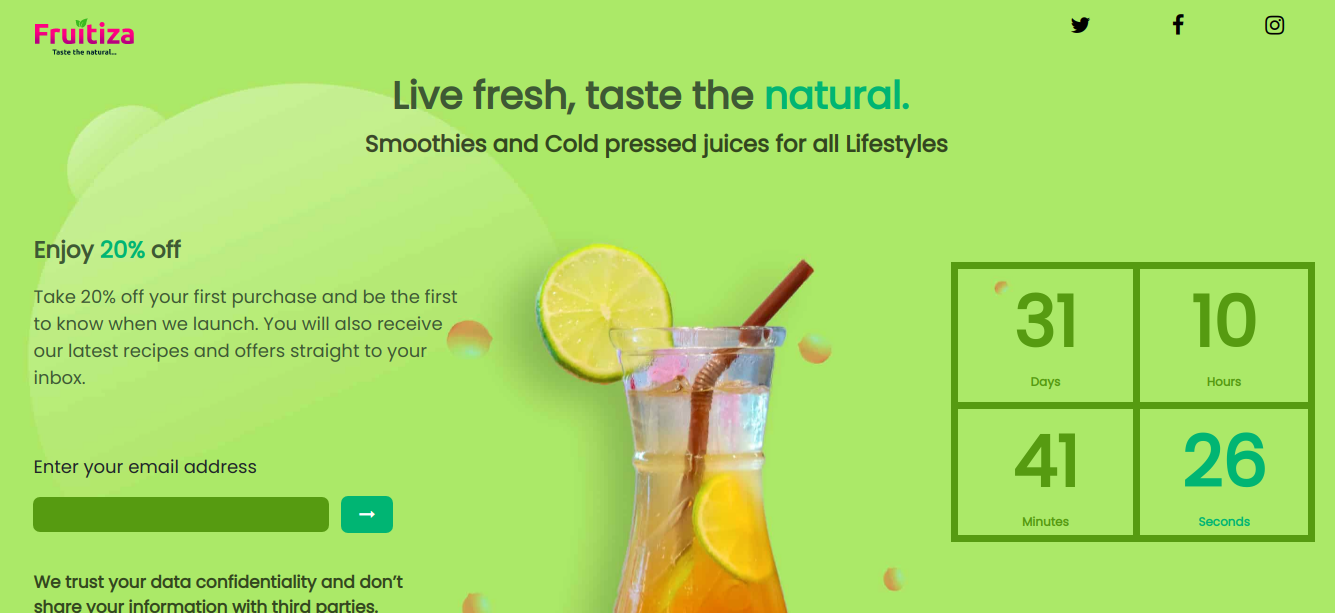 Fruitiza
Taste the natural...
Live fresh, taste the natural.
Smoothies and Cold pressed juices for all Lifestyles
Enjoy 20% off
Take 20% off your first purchase and be the first
to know when we launch. You will also receive
our latest recipes and offers straight to your
inbox.
Enter your email address
We trust your data confidentiality and don’t
share your information with third parties.
31
Days
10
Hours
41
Minutes
26
Seconds